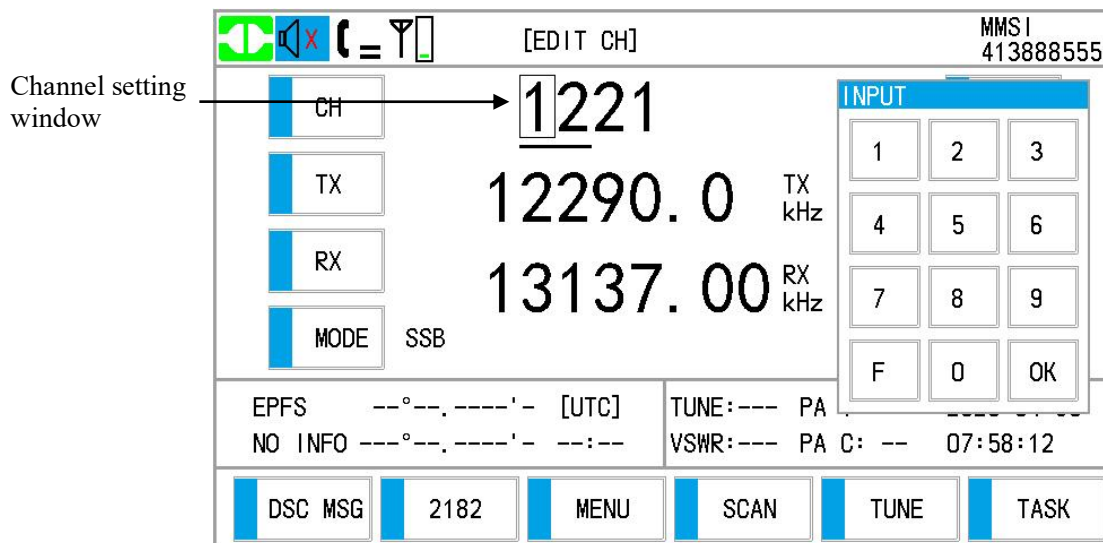 [EDIT CH]
MMSI
413888555
Channel setting
window
CH
1221
TX
12290.0 TX
kHz
RX
13137.00 RX
kHz
MODE SSB
INPUT
1 2 3
4 5 6
7 8 9
F 0 OK
EPFS --°--.----'- [UTC]
NO INFO ---°--.----'- --:--
TUNE:--- PA
VSWR:--- PA C: -- 07:58:12
DSC MSG 2182 MENU SCAN TUNE TASK